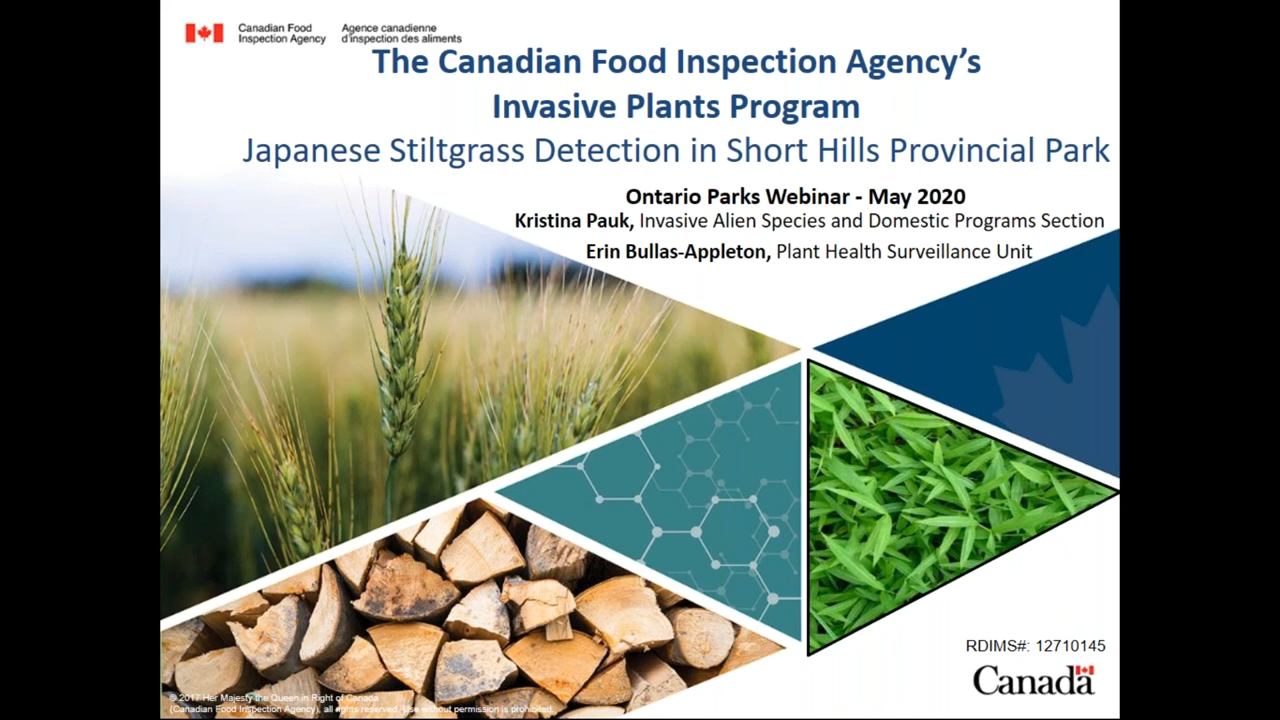 Canadian Food
Inspection Agency
Agence canadienne
d'inspection des aliments
The Canadian Food Inspection Agency's
Invasive Plants Program
Japanese Stiltgrass Detection in Short Hills Provincial Park
Ontario Parks Webinar - May 2020
Kristina Pauk, Invasive Alien Species and Domestic Programs Section
Erin Bullas-Appleton, Plant Health Surveillance Unit
RDIMS#: 12710145
Canada
© 2017 Her Majesty the Queen in Right of Canada
(Canadian Food Inspection Agency), all rights reserved. Use without permission is prohibited.